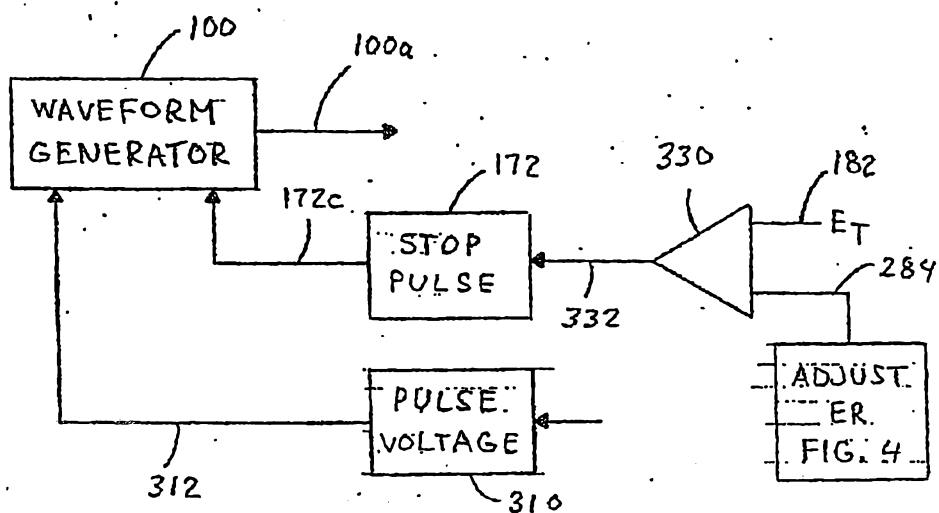 100
100a
WAVEFORM
GENERATOR
330
182
172
172c
STOP
PULSE
ET
284
332
ADJUST
ER.
FIG. 4
PULSE.
VOLTAGE
312
310